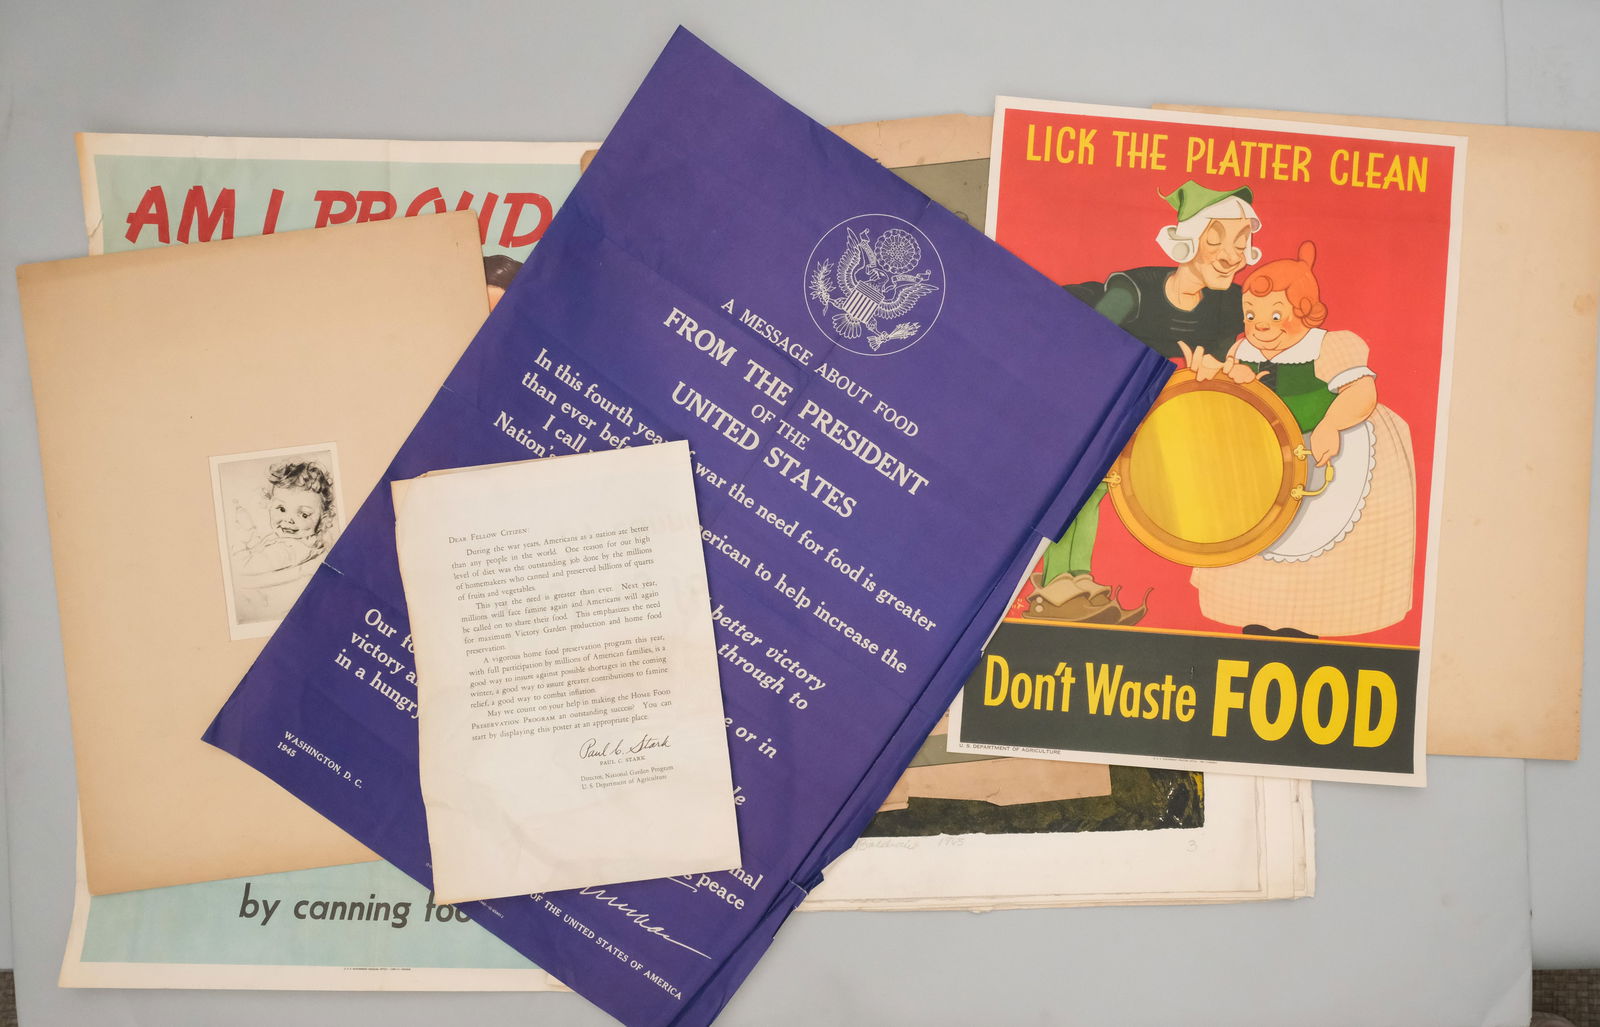 AM I PROUD
by canning foo
A MESSAGE ABOUT FOOD
FROM THE PRESIDENT
OF THE
UNITED STATES
In this fourth year of war the need for food is greater
than ever bef
merican to help increase the
I call
Nation's
better victory
through to
Our fo
victory a
e or in
in a hungry
peace
WASHINGTON, D. C.
1945
OF THE UNITED STATES OF AMERICA
DEAR FELLOW CITIZEN:
During the war years, Americans as a nation ate better
than any people in the world. One reason for our high
level of diet was the outstanding job done by the millions
of homemakers who canned and preserved billions of quarts
of fruits and vegetables.
This year the need is greater than ever. Next year,
millions will face famine again and Americans will again
be called on to share their food. This emphasizes the need
for maximum Victory Garden production and home food
preservation.
A vigorous home food preservation program this year,
with full participation by millions of American families, is a
good way to insure against possible shortages in the coming
winter, a good way to assure greater contributions to famine
relief, a good way to combat inflation.
May we count on your help in making the HOME FOOD
PRESERVATION PROGRAM an outstanding success? You can
start by displaying this poster at an appropriate place.
Paul C. Stark
PAUL C STARK
Director, National Garden Program
U. S Department of Agriculture
LICK THE PLATTER CLEAN
Don't Waste FOOD
U. S. DEPARTMENT OF AGRICULTURE
3